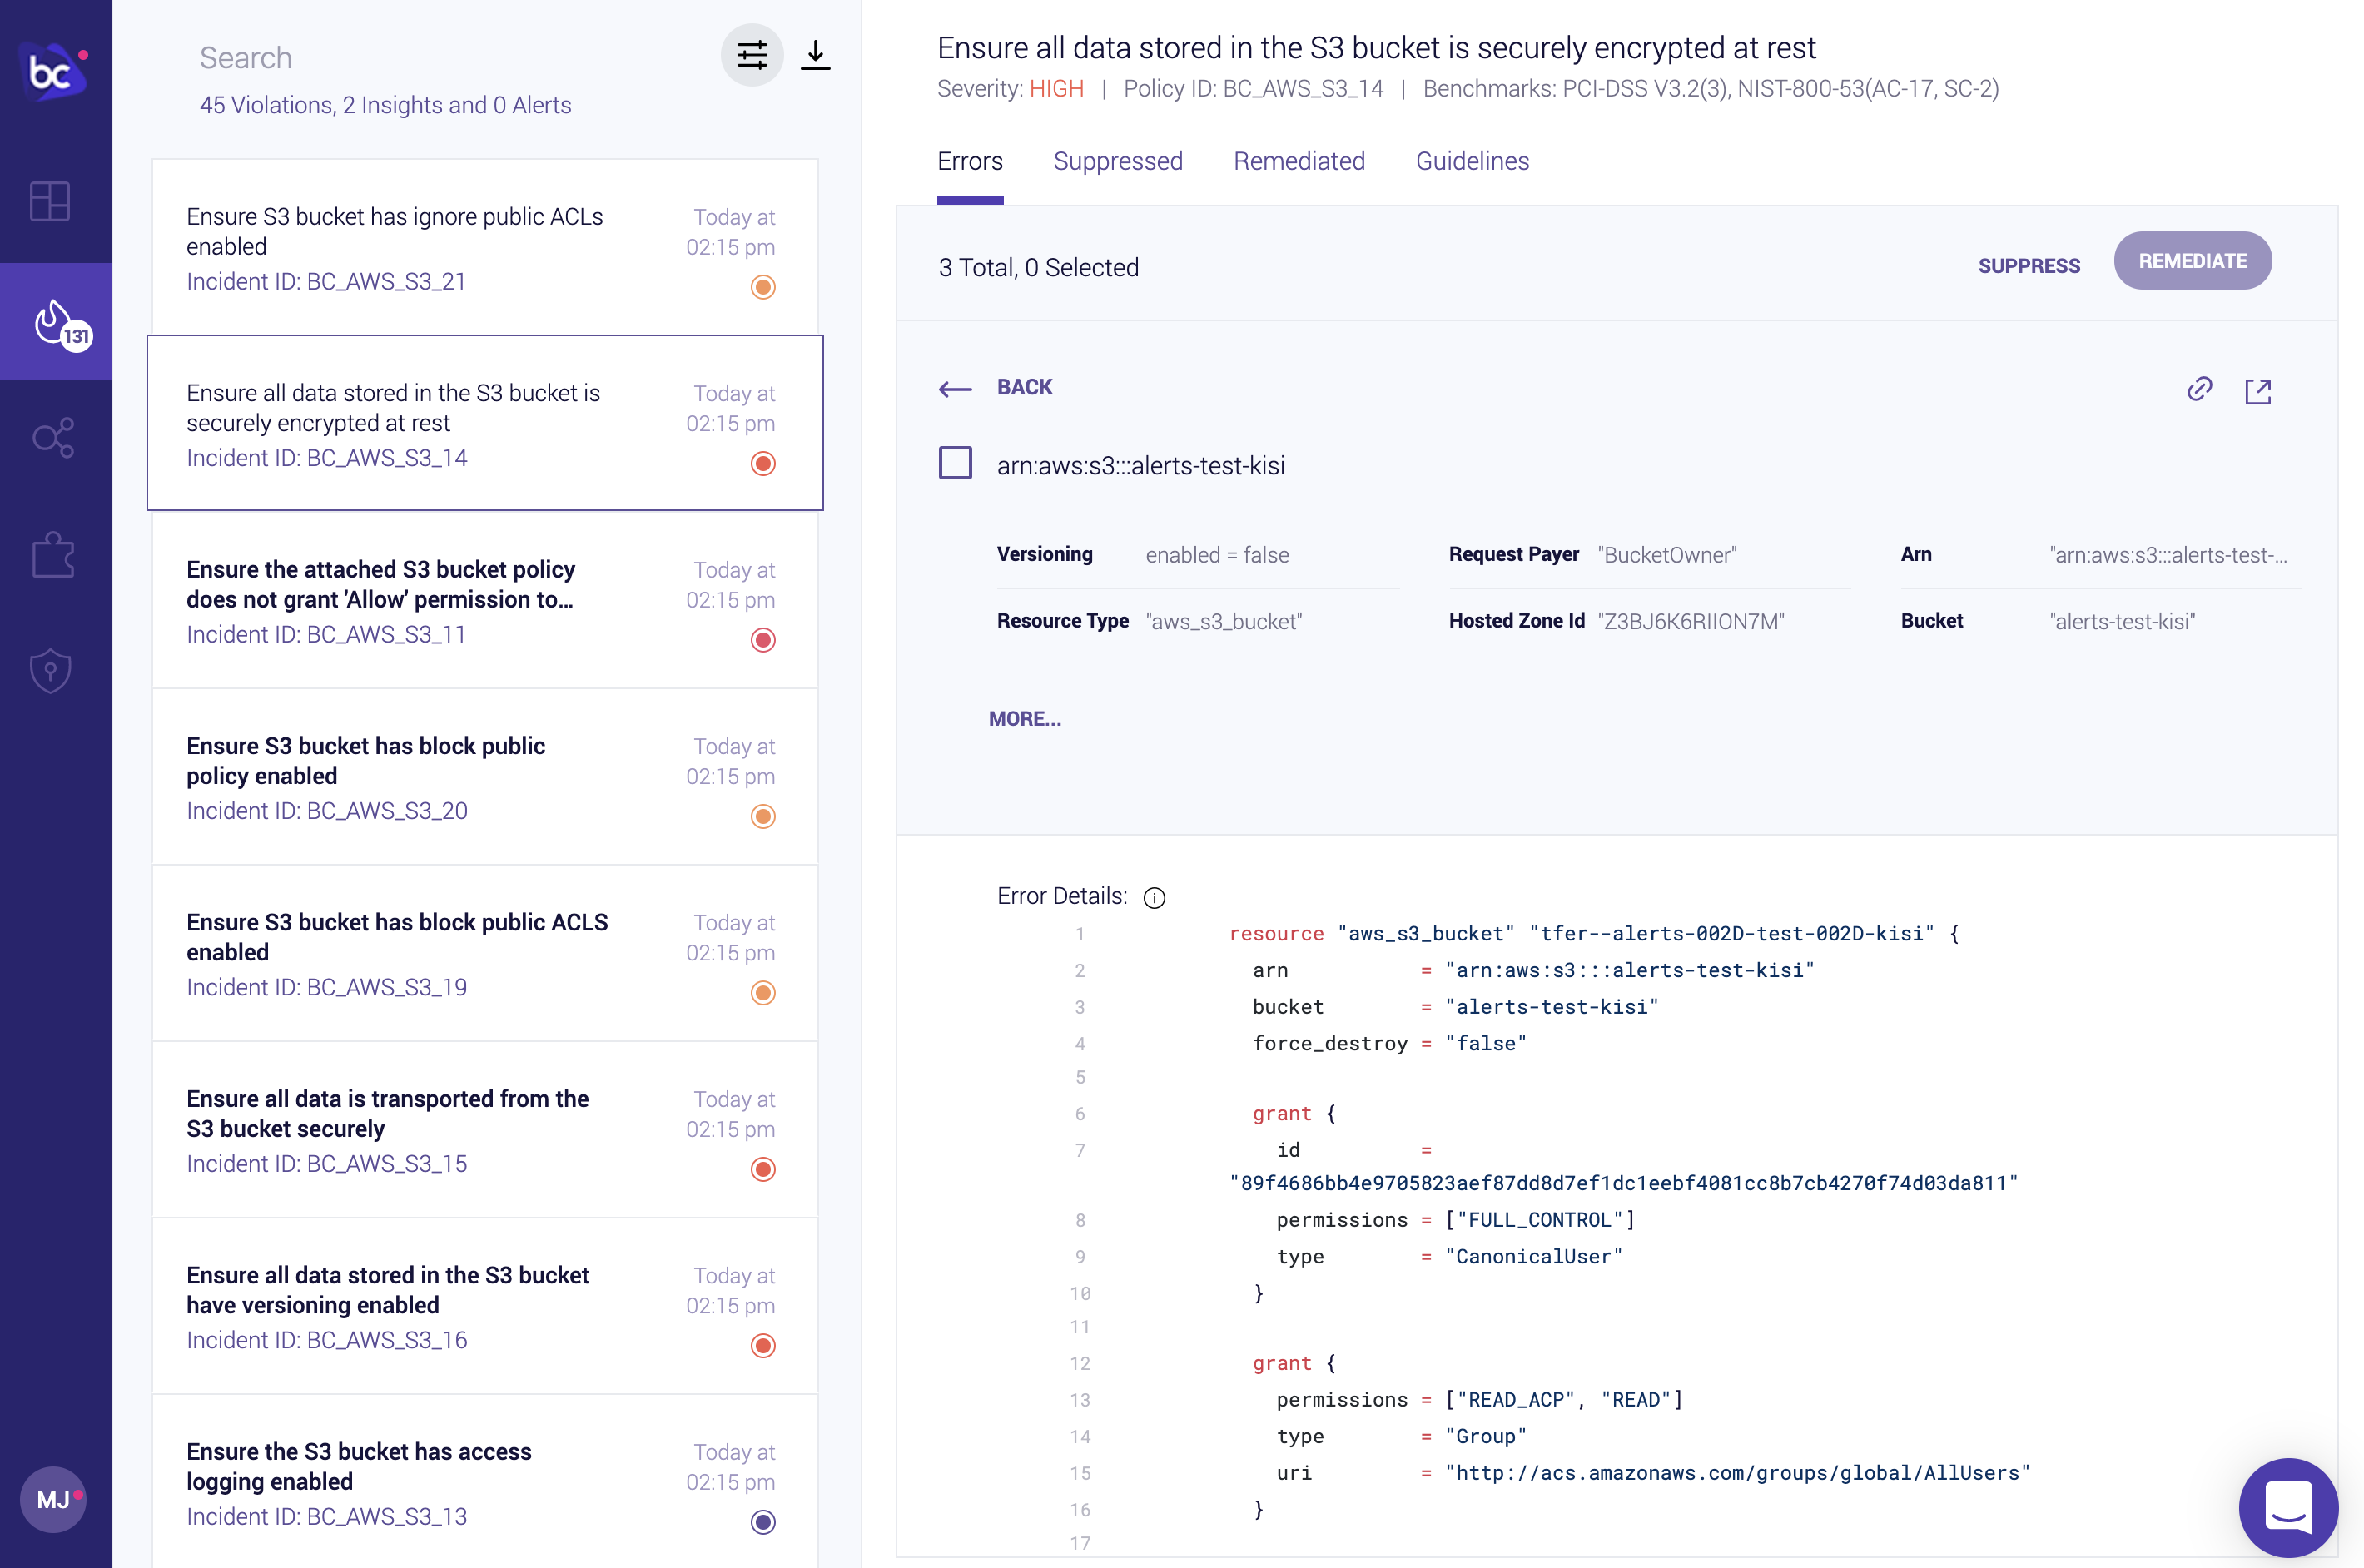 bc
131
MJ
Search
45 Violations, 2 Insights and 0 Alerts
Ensure S3 bucket has ignore public ACLs
enabled
Incident ID: BC_AWS_S3_21
Today at
02:15 pm
Ensure all data stored in the S3 bucket is
securely encrypted at rest
Incident ID: BC_AWS_S3_14
Today at
02:15 pm
Ensure the attached S3 bucket policy
does not grant 'Allow' permission to...
Incident ID: BC_AWS_S3_11
Today at
02:15 pm
Ensure S3 bucket has block public
policy enabled
Incident ID: BC_AWS_S3_20
Today at
02:15 pm
Ensure S3 bucket has block public ACLS
enabled
Incident ID: BC_AWS_S3_19
Today at
02:15 pm
Ensure all data is transported from the
S3 bucket securely
Incident ID: BC_AWS_S3_15
Today at
02:15 pm
Ensure all data stored in the S3 bucket
have versioning enabled
Incident ID: BC_AWS_S3_16
Today at
02:15 pm
Ensure the S3 bucket has access
logging enabled
Incident ID: BC_AWS_S3_13
Today at
02:15 pm
Ensure all data stored in the S3 bucket is securely encrypted at rest
Severity: HIGH | Policy ID: BC_AWS_S3_14 | Benchmarks: PCI-DSS V3.2(3), NIST-800-53(AC-17, SC-2)
Errors Suppressed Remediated Guidelines
3 Total, 0 Selected SUPPRESS REMEDIATE
BACK
arn:aws:s3:::alerts-test-kisi
Versioning enabled = false Request Payer "BucketOwner" Arn "arn:aws:s3:::alerts-test-...
Resource Type "aws_s3_bucket" Hosted Zone Id "Z3BJ6K6RIION7M" Bucket "alerts-test-kisi"
MORE...
Error Details:
1 resource "aws_s3_bucket" "tfer--alerts-002D-test-002D-kisi" {
2 arn = "arn:aws:s3:::alerts-test-kisi"
3 bucket = "alerts-test-kisi"
4 force_destroy = "false"
5
6 grant {
7 id =
"89f4686bb4e9705823aef87dd8d7ef1dc1eebf4081cc8b7cb4270f74d03da811"
8 permissions = ["FULL_CONTROL"]
9 type = "CanonicalUser"
10 }
11
12 grant {
13 permissions = ["READ_ACP", "READ"]
14 type = "Group"
15 uri = "http://acs.amazonaws.com/groups/global/AllUsers"
16 }
17